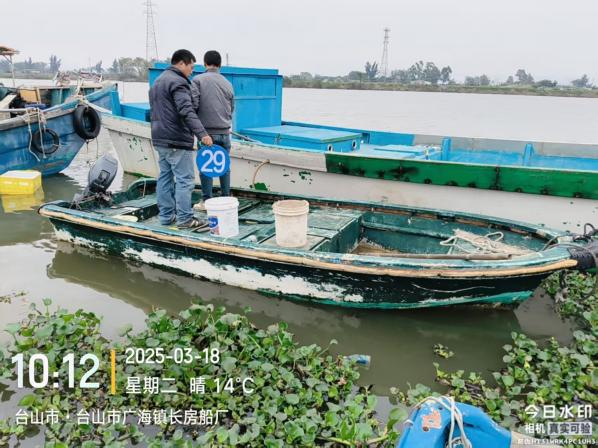 29
10:12
2025-03-18
星期二 晴 14℃
台山市·台山市广海镇长房船厂
今日水印
相机 真实可验